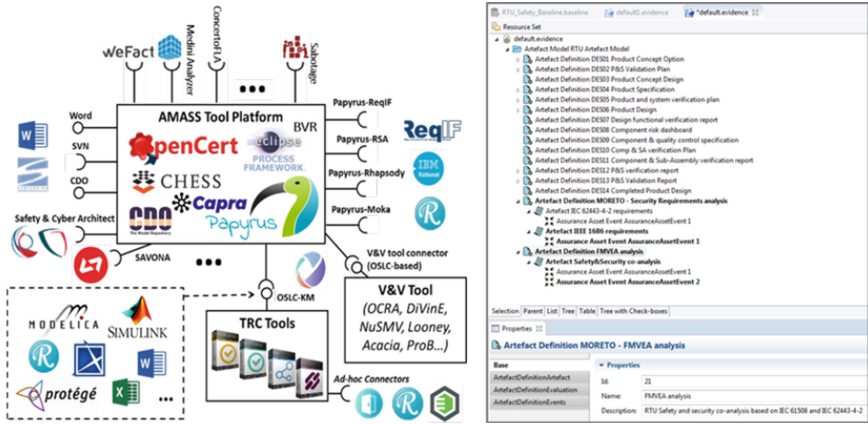 WeFact
Medini Analyzer
ConcertoFLA
Sabotage
AMASS Tool Platform
Word
SVN
CDO
Safety & Cyber Architect
SAVONA
OpenCert
BVR
eclipse
PROCESS
FRAMEWORK.
CHESS
Capra
CDO
The Model Repository
Papyrus
Papyrus-ReqIF
Papyrus-RSA
Papyrus-Rhapsody
Papyrus-Moka
ReqIF
IBM
Rational
V&V tool connector
(OSLC-based)
OSLC-KM
V&V Tool
(OCRA, DiVinE,
NuSMV, Looney,
Acacia, ProB...)
TRC Tools
Ad-hoc Connectors
MODELICA
SIMULINK
protégé
...
RTU_Safety_Baseline.baseline
default1.evidence
*default.evidence
Resource Set
default.evidence
Artefact Model RTU Artefact Model
Artefact Definition DES01 Product Concept Option
Artefact Definition DES02 P&S Validation Plan
Artefact Definition DES03 Product Concept Design
Artefact Definition DES04 Product Specification
Artefact Definition DES05 Product and system verification plan
Artefact Definition DES06 Product Design
Artefact Definition DES07 Design functional verification report
Artefact Definition DES08 Component risk dashboard
Artefact Definition DES09 Component & quality control specification
Artefact Definition DES10 Comp & SA verification Plan
Artefact Definition DES11 Component & Sub-Assembly verification report
Artefact Definition DES12 P&S verification report
Artefact Definition DES13 P&S Validation Report
Artefact Definition DES14 Completed Product Design
Artefact Definition MORETO - Security Requirements analysis
Artefact IEC 62443-4-2 requirements
Assurance Asset Event AssuranceAssetEvent1
Artefact IEEE 1686 requirements
Assurance Asset Event AssuranceAssetEvent 1
Artefact Definition FMVEA analysis
Artefact Safety&Security co-analysis
Assurance Asset Event AssuranceAssetEvent1
Assurance Asset Event AssuranceAssetEvent 2
Selection Parent List Tree Table Tree with Check-boxes
Properties
Artefact Definition MORETO - FMVEA analysis
Base
ArtefactDefinitionArtefact
ArtefactDefinitionEvaluation
ArtefactDefinitionEvents
Properties
Id: 21
Name: FMVEA analysis
Description: RTU Safety and security co-analysis based on IEC 61508 and IEC 62443-4-2